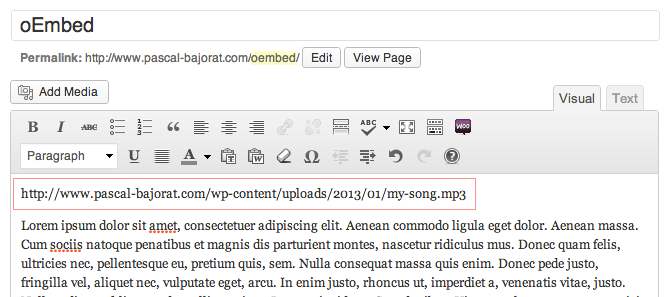 oEmbed
Permalink: http://www.pascal-bajorat.com/oembed/ Edit View Page
Add Media
Visual Text
B I ABC ABC Woo
Paragraph U A T W Ω ?
http://www.pascal-bajorat.com/wp-content/uploads/2013/01/my-song.mp3
Lorem ipsum dolor sit amet, consectetuer adipiscing elit. Aenean commodo ligula eget dolor. Aenean massa.
Cum sociis natoque penatibus et magnis dis parturient montes, nascetur ridiculus mus. Donec quam felis,
ultricies nec, pellentesque eu, pretium quis, sem. Nulla consequat massa quis enim. Donec pede justo,
fringilla vel, aliquet nec, vulputate eget, arcu. In enim justo, rhoncus ut, imperdiet a, venenatis vitae, justo.